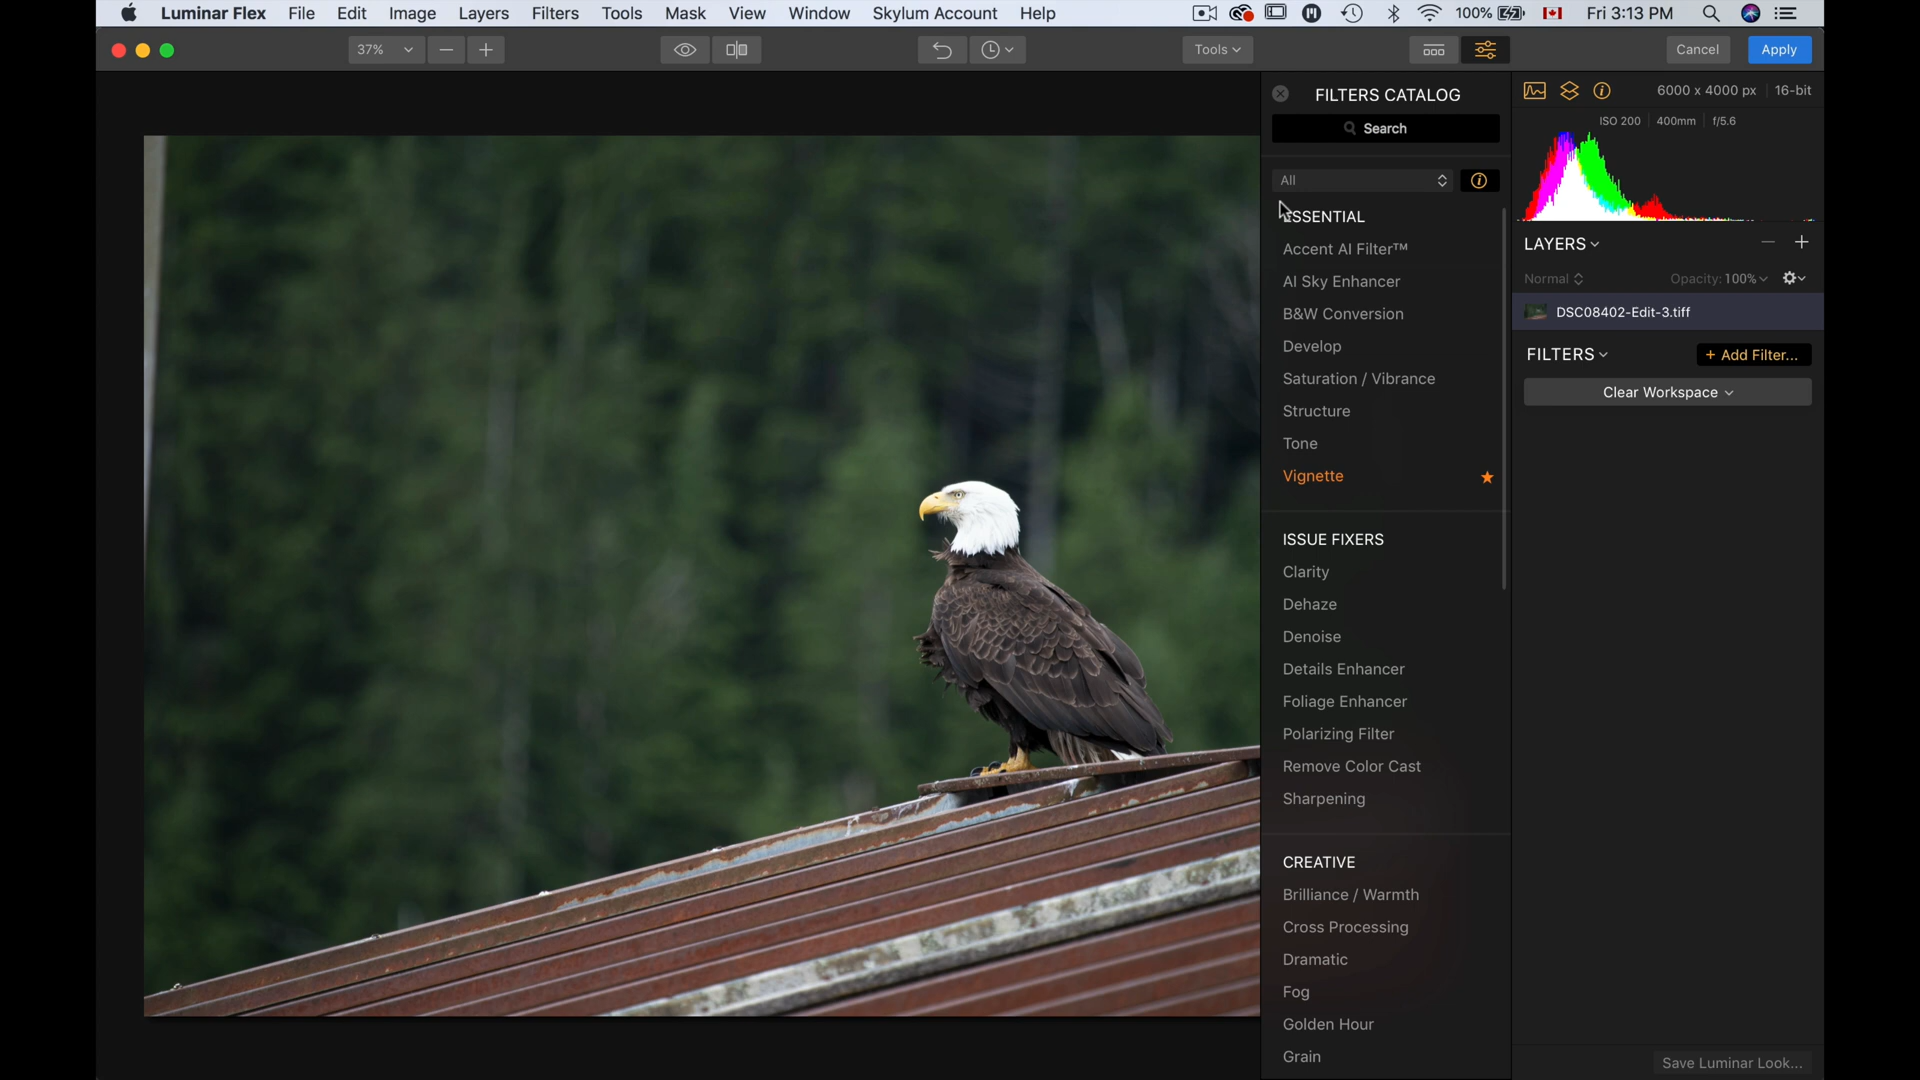 Luminar Flex File Edit Image Layers Filters Tools Mask View Window Skylum Account Help 100% Fri 3:13 PM
37% Tools Cancel Apply
FILTERS CATALOG
Search
All
ESSENTIAL
Accent AI Filter™
AI Sky Enhancer
B&W Conversion
Develop
Saturation / Vibrance
Structure
Tone
Vignette
ISSUE FIXERS
Clarity
Dehaze
Denoise
Details Enhancer
Foliage Enhancer
Polarizing Filter
Remove Color Cast
Sharpening
CREATIVE
Brilliance / Warmth
Cross Processing
Dramatic
Fog
Golden Hour
Grain
6000 x 4000 px 16-bit
ISO 200 400mm f/5.6
LAYERS
Normal Opacity: 100%
DSC08402-Edit-3.tiff
FILTERS + Add Filter...
Clear Workspace
Save Luminar Look...